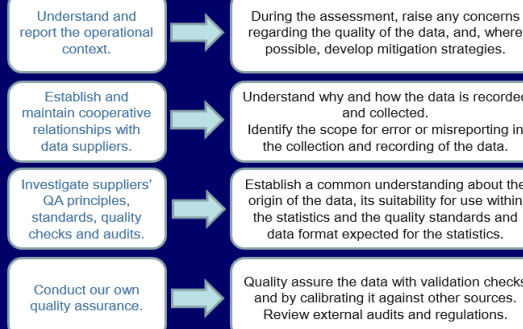 Understand and
report the operational
context.
During the assessment, raise any concerns
regarding the quality of the data, and, where
possible, develop mitigation strategies.
Establish and
maintain cooperative
relationships with
data suppliers.
Understand why and how the data is recorded
and collected.
Identify the scope for error or misreporting in
the collection and recording of the data.
Investigate suppliers'
QA principles,
standards, quality
checks and audits.
Establish a common understanding about the
origin of the data, its suitability for use within
the statistics and the quality standards and
data format expected for the statistics.
Conduct our own
quality assurance.
Quality assure the data with validation checks
and by calibrating it against other sources.
Review external audits and regulations.